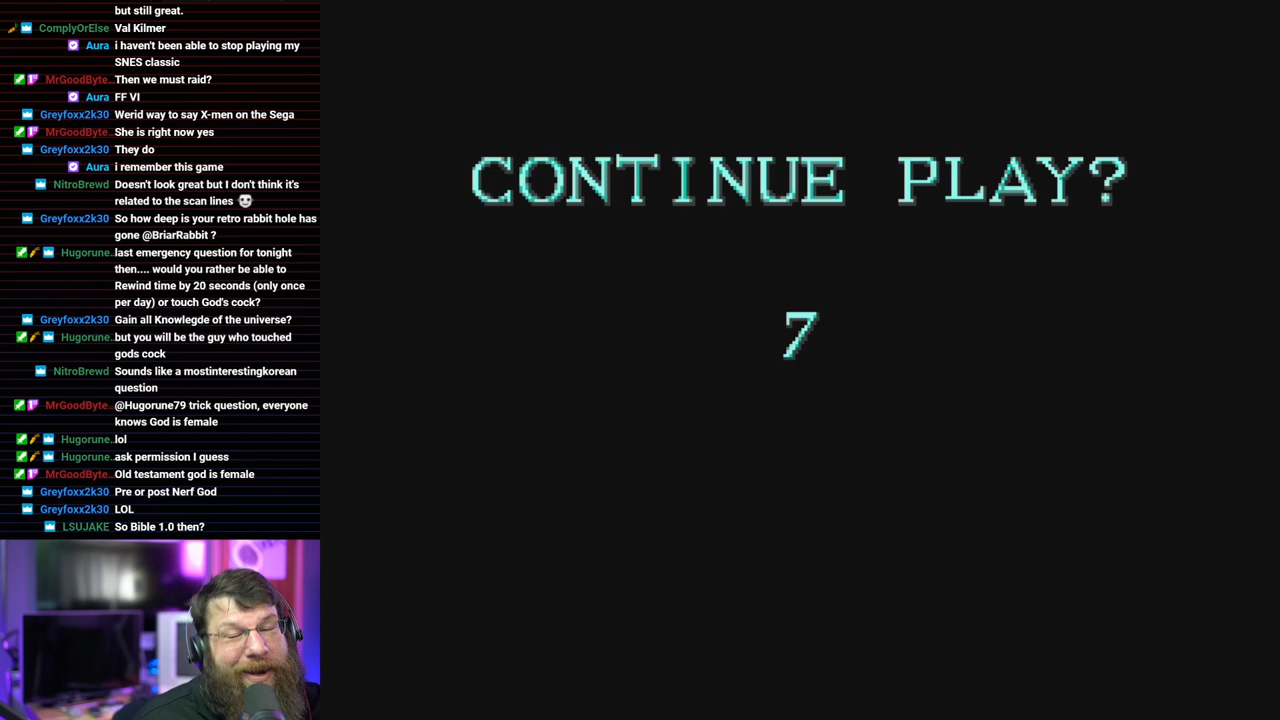 but still great.
ComplyOrElse Val Kilmer
Aura i haven't been able to stop playing my
SNES classic
MrGoodByte.. Then we must raid?
Aura FF VI
Greyfoxx2k30 Werid way to say X-men on the Sega
MrGoodByte.. She is right now yes
Greyfoxx2k30 They do
Aura i remember this game
NitroBrewd Doesn't look great but I don't think it's
related to the scan lines
Greyfoxx2k30 So how deep is your retro rabbit hole has
gone @BriarRabbit ?
Hugorune.. last emergency question for tonight
then.... would you rather be able to
Rewind time by 20 seconds (only once
per day) or touch God's cock?
Greyfoxx2k30 Gain all Knowlegde of the universe?
Hugorune.. but you will be the guy who touched
gods cock
NitroBrewd Sounds like a mostinterestingkorean
question
MrGoodByte.. @Hugorune79 trick question, everyone
knows God is female
Hugorune.. lol
Hugorune.. ask permission I guess
MrGoodByte.. Old testament god is female
Greyfoxx2k30 Pre or post Nerf God
Greyfoxx2k30 LOL
LSUJAKE So Bible 1.0 then?
CONTINUE PLAY?
7